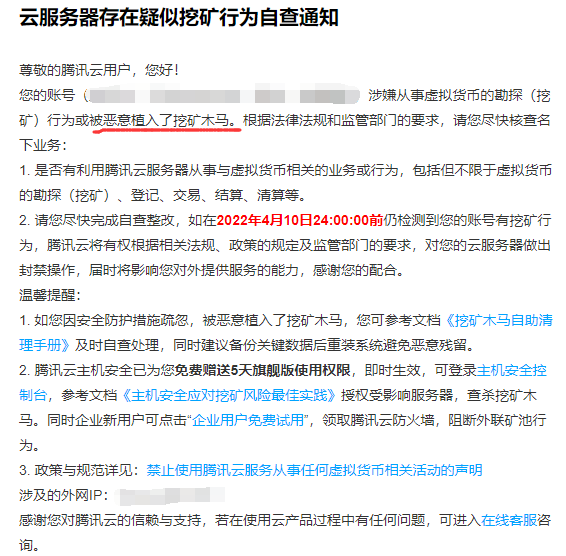 云服务器存在疑似挖矿行为自查通知
尊敬的腾讯云用户，您好！
您的账号（ ）涉嫌从事虚拟货币的勘探（挖
矿）行为或被恶意植入了挖矿木马。根据法律法规和监管部门的要求，请您尽快核查名
下业务：
1. 是否有利用腾讯云服务器从事与虚拟货币相关的业务或行为，包括但不限于虚拟货币
的勘探（挖矿）、登记、交易、结算、清算等。
2. 请您尽快完成自查整改，如在2022年4月10日24:00:00前仍检测到您的账号有挖矿行
为，腾讯云将有权根据相关法规、政策的规定及监管部门的要求，对您的云服务器做出
封禁操作，届时将影响您对外提供服务的能力，感谢您的配合。
温馨提醒：
1. 如您因安全防护措施疏忽，被恶意植入了挖矿木马，您可参考文档《挖矿木马自助清
理手册》及时自查处理，同时建议备份关键数据后重装系统避免恶意残留。
2. 腾讯云主机安全已为您免费赠送5天旗舰版使用权限，即时生效，可登录主机安全控
制台，参考文档《主机安全应对挖矿风险最佳实践》授权受影响服务器，查杀挖矿木
马。同时企业新用户可点击“企业用户免费试用”，领取腾讯云防火墙，阻断外联矿池行
为。
3. 政策与规范详见：禁止使用腾讯云服务从事任何虚拟货币相关活动的声明
涉及的外网IP：
感谢您对腾讯云的信赖与支持，若在使用云产品过程中有任何问题，可进入在线客服咨
询。